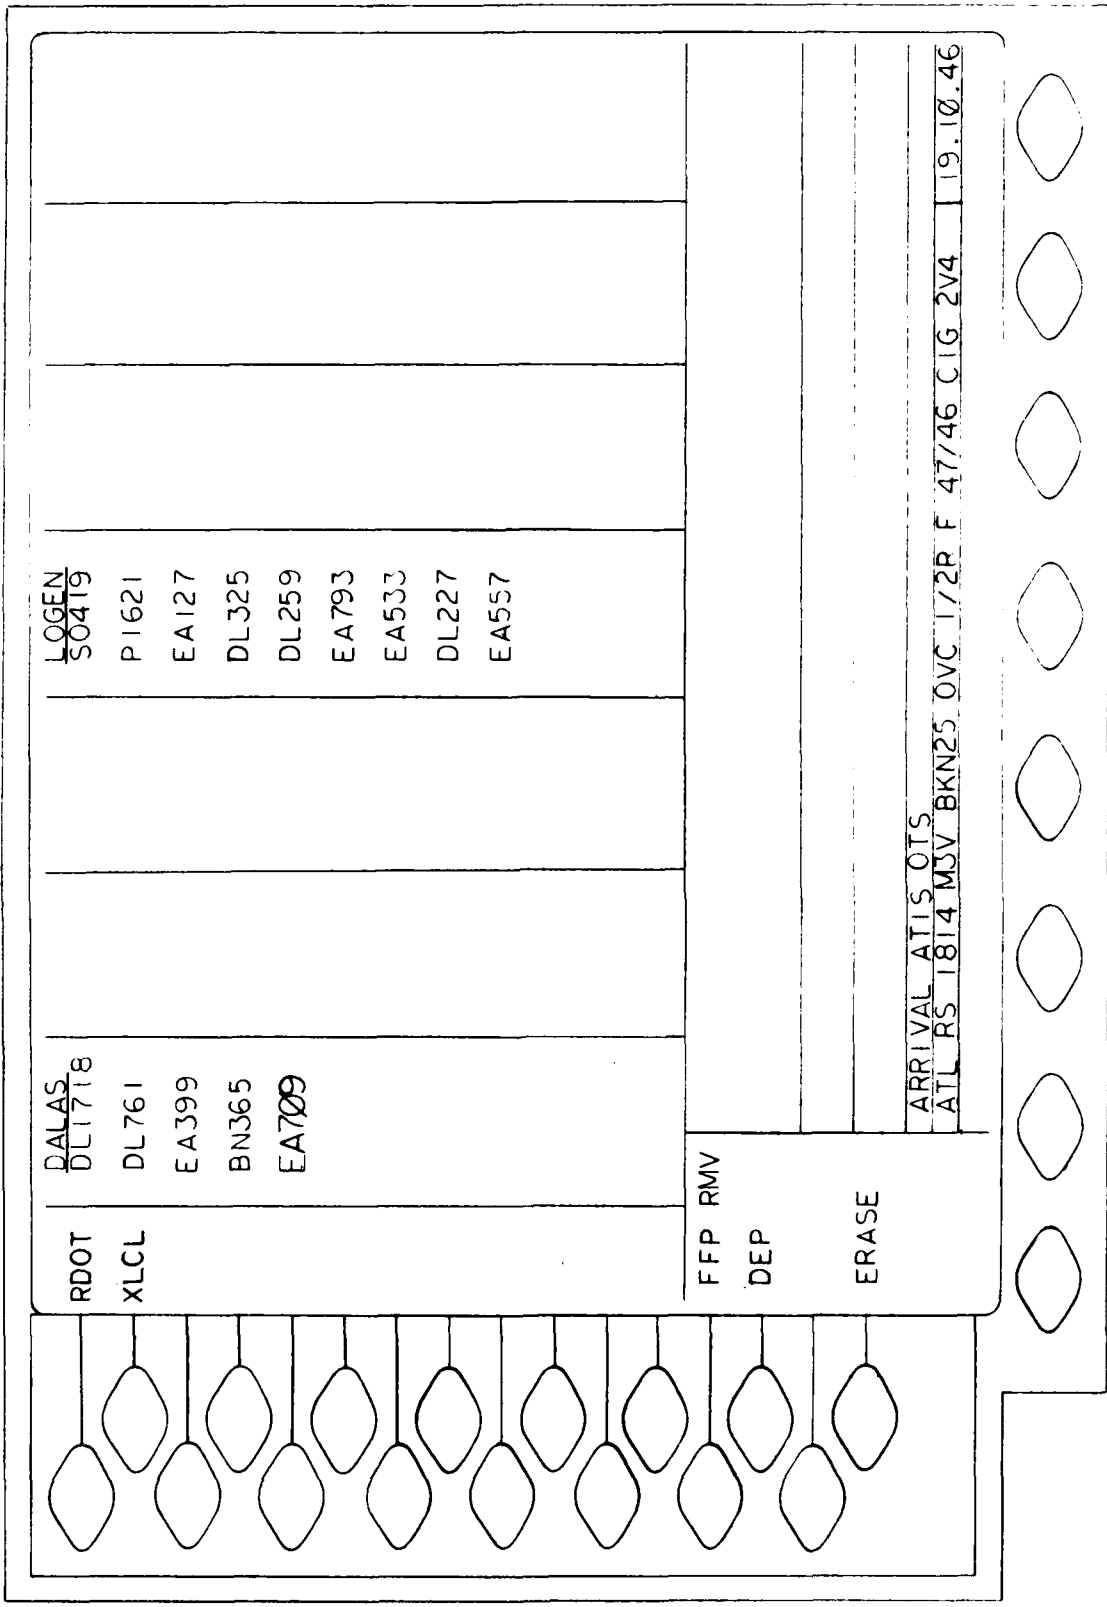 RDOT
XLCL
DALAS
DL1718
DL761
EA399
BN365
EA709
LOGEN
SO419
PI621
EA127
DL325
DL259
EA793
EA533
DL227
EA557
FFP RMV
DEP
ERASE
ARRIVAL ATIS OTS
ATL RS 1814 M3V BKN25 OVC 1/2R F 47/46 CIG 2V4 19.10.46